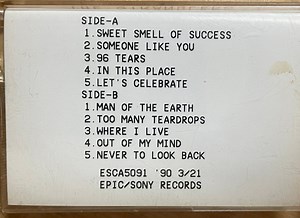 SIDE-A
1.SWEET SMELL OF SUCCESS
2.SOMEONE LIKE YOU
3.96 TEARS
4.IN THIS PLACE
5.LET'S CELEBRATE
SIDE-B
1.MAN OF THE EARTH
2.TOO MANY TEARDROPS
3.WHERE I LIVE
4.OUT OF MY MIND
5.NEVER TO LOOK BACK
ESCA5091 '90 3/21
EPIC/SONY RECORDS